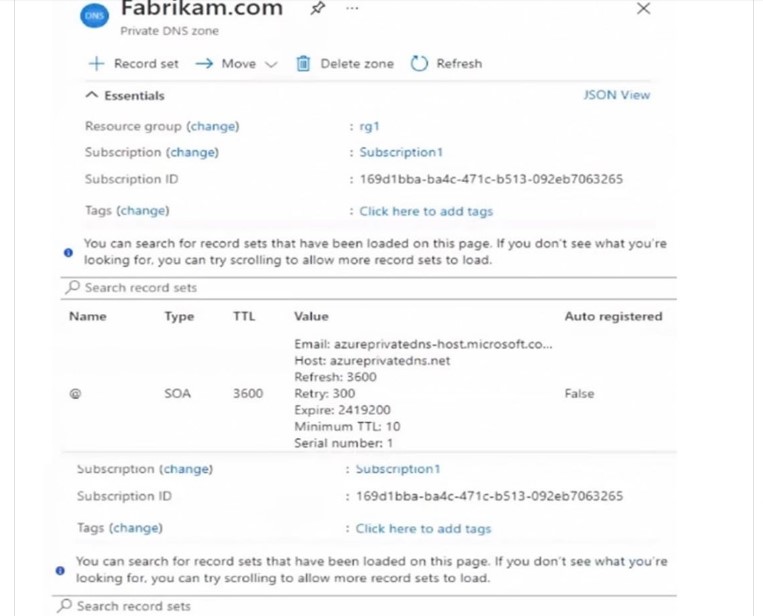 DNS
Fabrikam.com
...
Private DNS zone
+ Record set → Move Delete zone Refresh
Essentials JSON View
Resource group (change) : rg1
Subscription (change) : Subscription1
Subscription ID : 169d1bba-ba4c-471c-b513-092eb7063265
Tags (change) : Click here to add tags
You can search for record sets that have been loaded on this page. If you don't see what you're
looking for, you can try scrolling to allow more record sets to load.
Search record sets
Name Type TTL Value Auto registered
Email: azureprivatedns-host.microsoft.co...
Host: azureprivatedns.net
Refresh: 3600
@ SOA 3600 Retry: 300 False
Expire: 2419200
Minimum TTL: 10
Serial number: 1
Subscription (change) : Subscription1
Subscription ID : 169d1bba-ba4c-471c-b513-092eb7063265
Tags (change) : Click here to add tags
You can search for record sets that have been loaded on this page. If you don't see what you're
looking for, you can try scrolling to allow more record sets to load.
Search record sets